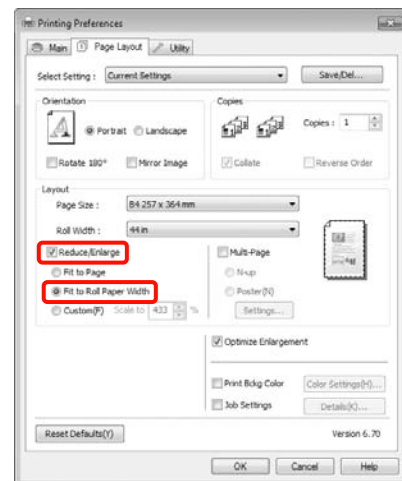 Printing Preferences
Main Page Layout Utility
Select Setting : Current Settings Save/Del...
Orientation Copies
Portrait Landscape Copies : 1
Rotate 180° Mirror Image Collate Reverse Order
Layout
Page Size : B4 257 x 364 mm
Roll Width : 44 in
Reduce/Enlarge Multi-Page
Fit to Page N-up
Fit to Roll Paper Width Poster(N)
Custom(F) Scale to 433 % Settings...
Optimize Enlargement
Print Bckg Color Color Settings(H)...
Job Settings Details(K)...
Reset Defaults(Y) Version 6.70
OK Cancel Help